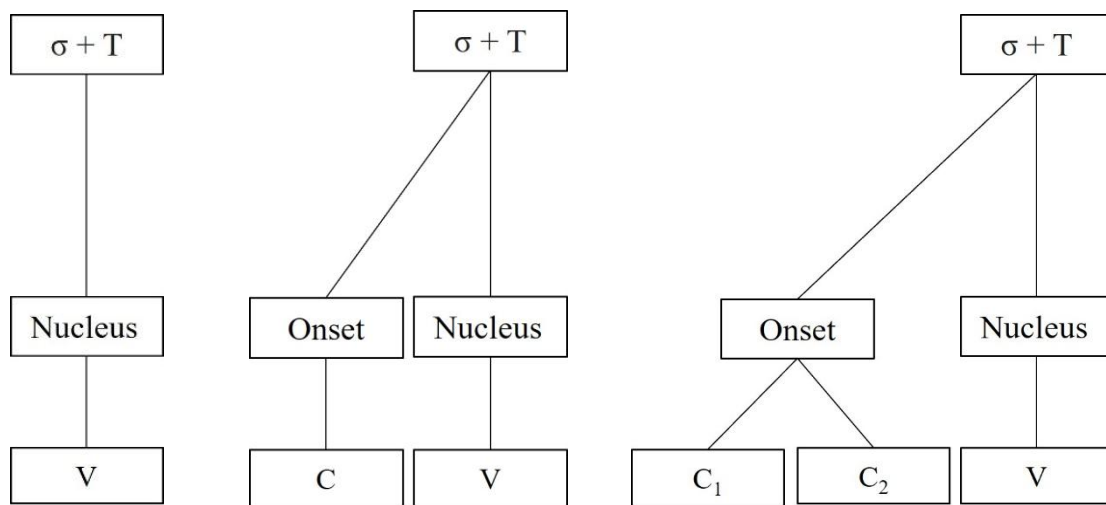 σ + T
Nucleus
V
σ + T
Onset
Nucleus
C
V
σ + T
Onset
Nucleus
C₁
C₂
V